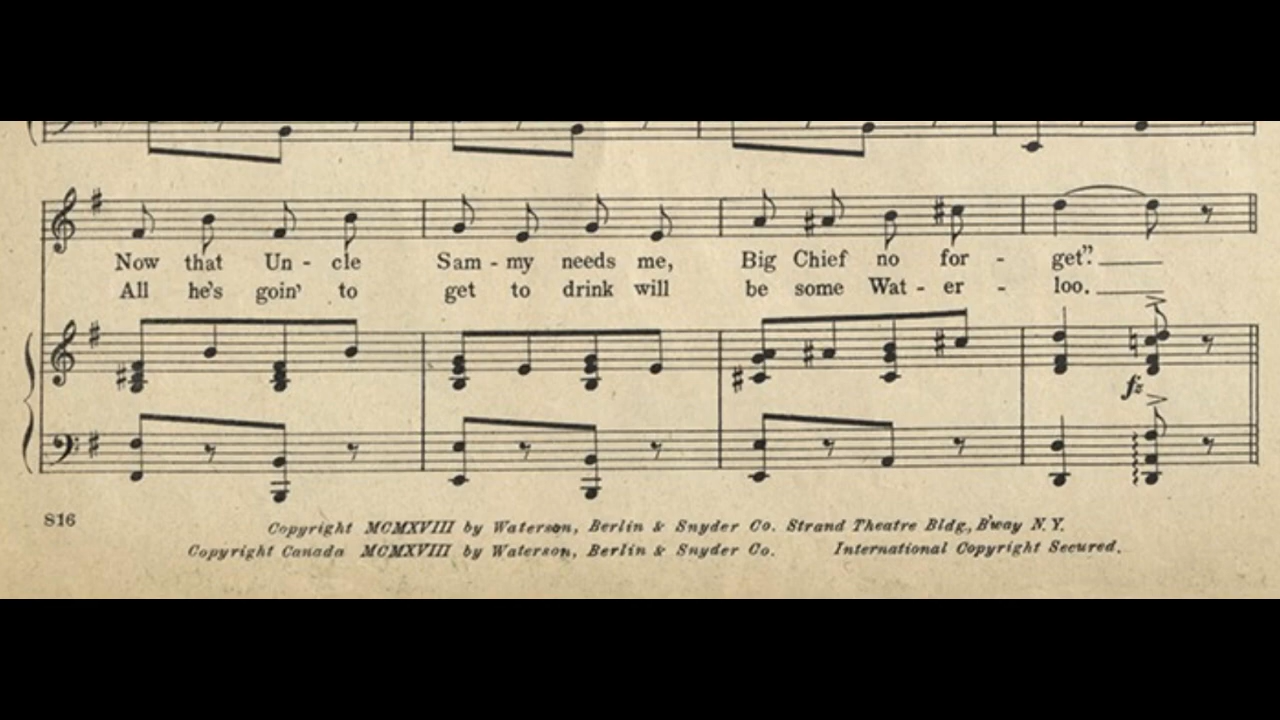 Now that Un - cle Sam - my needs me, Big Chief no for - get".
All he's goin' to get to drink will be some Wat - er - loo.
fz
S16
Copyright MCMXVIII by Waterson, Berlin & Snyder Co. Strand Theatre Bldg., B'way N.Y.
Copyright Canada MCMXVIII by Waterson, Berlin & Snyder Co. International Copyright Secured.